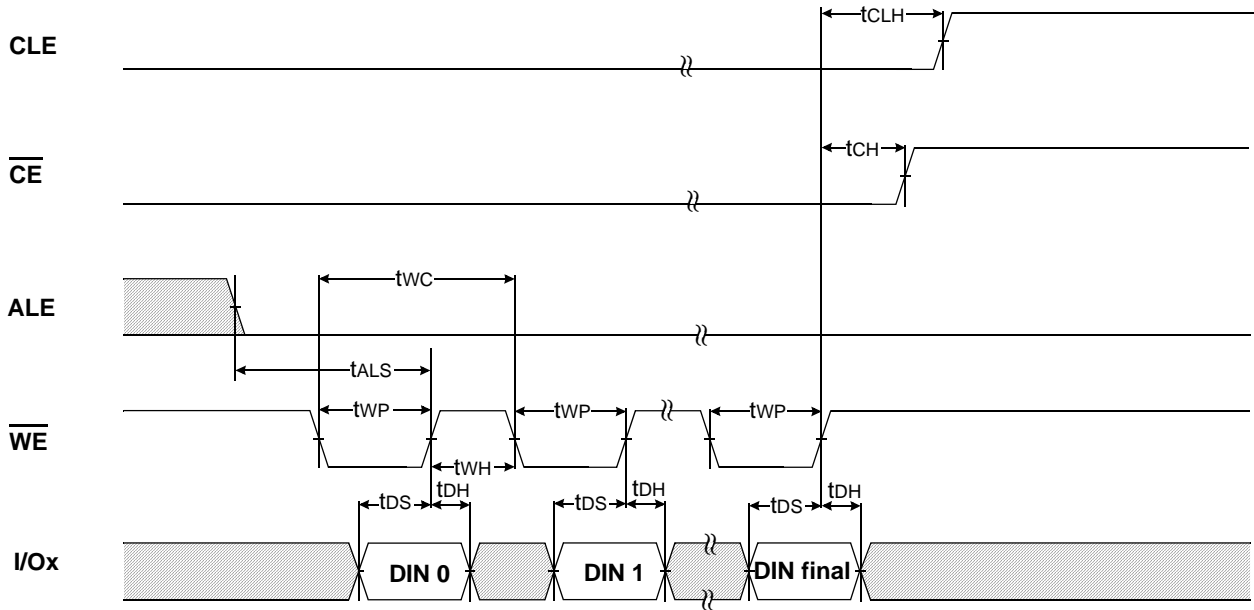 tCLH
CLE
tCH
CE
tWC
ALE
tALS
tWP tWP tWP
WE
tWH
tDS tDH tDS tDH tDS tDH
I/Ox DIN 0 DIN 1 DIN final